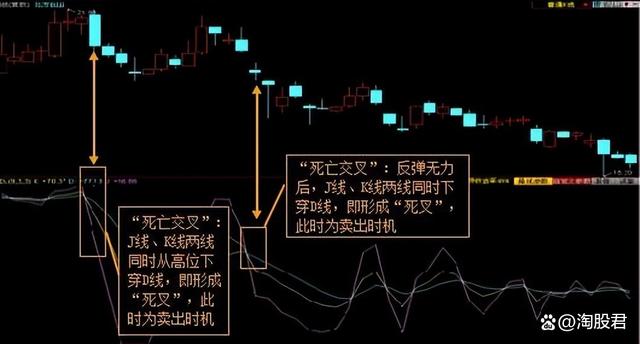 “死亡交叉”：反弹无力
后，J线、K线两线同时下
穿D线，即形成“死叉”，
此时为卖出时机
“死亡交叉”：
J线、K线两线
同时从高位下
穿D线，即形成
“死叉”，此
时为卖出时机
@淘股君